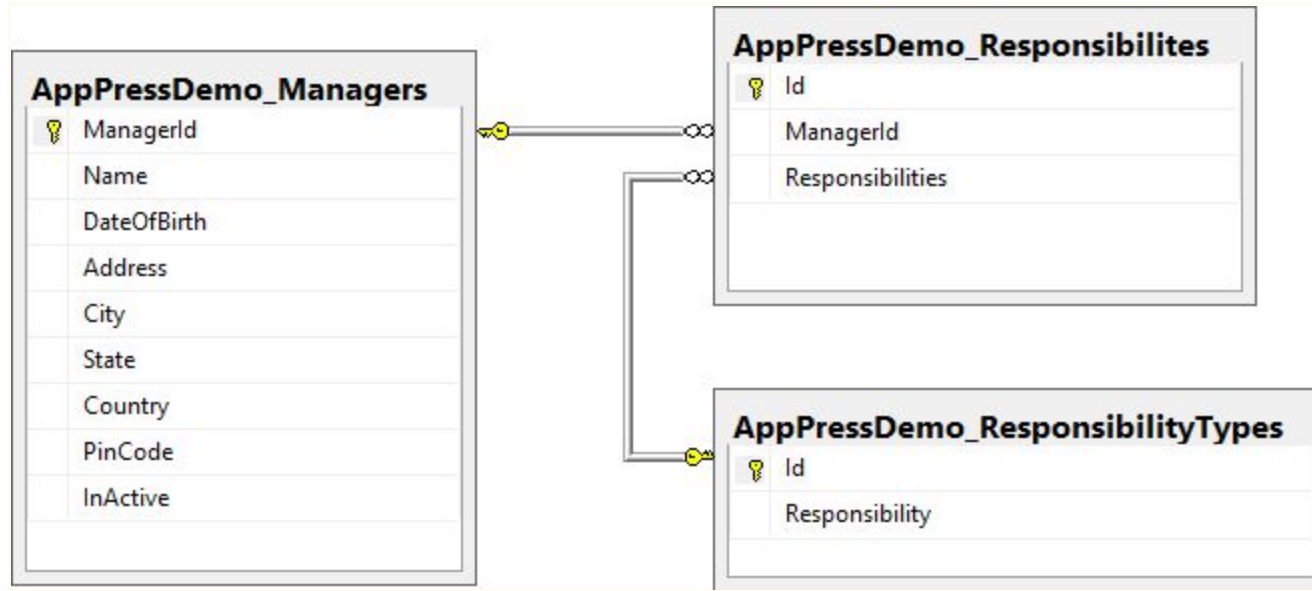 AppPressDemo_Managers
ManagerId
Name
DateOfBirth
Address
City
State
Country
PinCode
InActive
AppPressDemo_Responsibilites
Id
ManagerId
Responsibilities
AppPressDemo_ResponsibilityTypes
Id
Responsibility